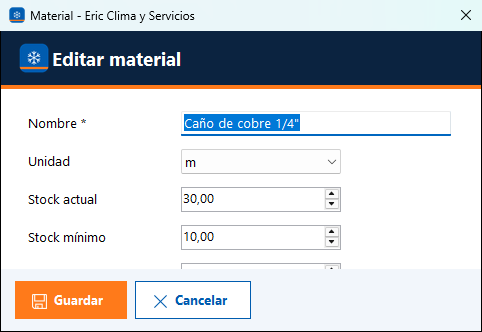 Material - Eric Clima y Servicios
Editar material
Nombre *
Caño de cobre 1/4"
Unidad
m
Stock actual
30,00
Stock mínimo
10,00
Guardar
Cancelar